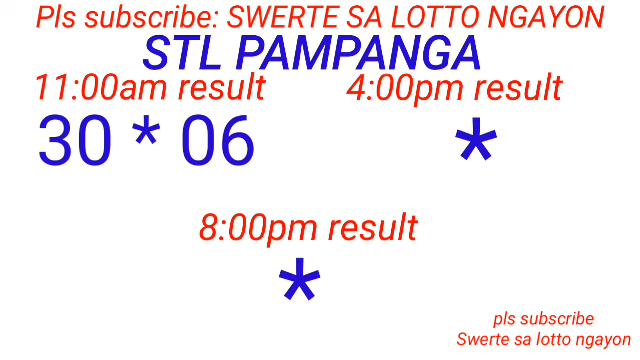 Pls subscribe: SWERTE SA LOTTO NGAYON
STL PAMPANGA
11:00am result 4:00pm result
30 * 06 *
8:00pm result
*
pls subscribe
Swerte sa lotto ngayon